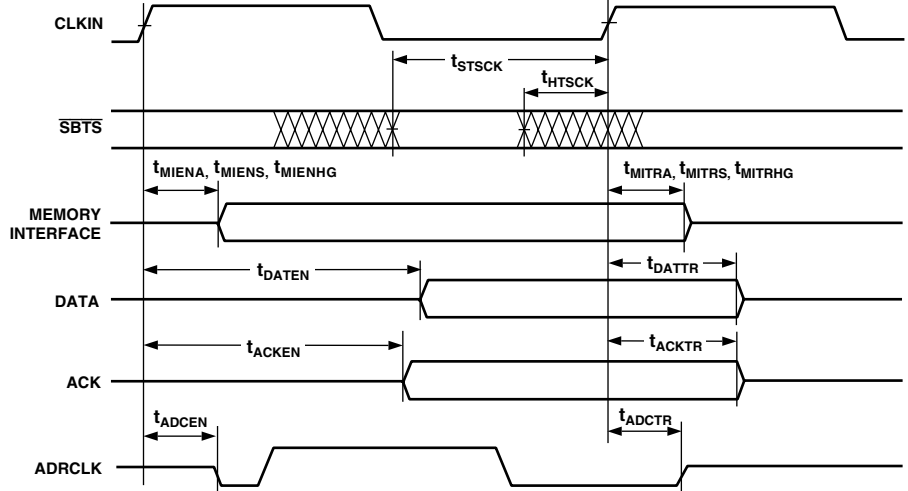 CLKIN
tSTSCK
tHTSCK
SBTS
tMIENA, tMIENS, tMIENHG
tMITRA, tMITRS, tMITRHG
MEMORY
INTERFACE
tDATEN
tDATTR
DATA
tACKEN
tACKTR
ACK
tADCEN
tADCTR
ADRCLK